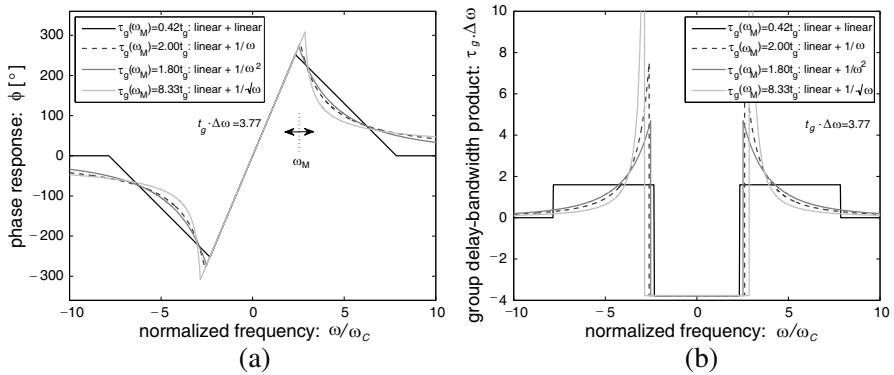 τg(ωM)=0.42tg: linear + linear
τg(ωM)=2.00tg: linear + 1/ω
τg(ωM)=1.80tg: linear + 1/ω²
τg(ωM)=8.33tg: linear + 1/√ω
tg·Δω=3.77
ωM
phase response: ϕ [°]
300
200
100
0
−100
−200
−300
−10
−5
0
5
10
normalized frequency: ω/ωC
(a)
τg(ωM)=0.42tg: linear + linear
τg(ωM)=2.00tg: linear + 1/ω
τg(ωM)=1.80tg: linear + 1/ω²
τg(ωM)=8.33tg: linear + 1/√ω
tg·Δω=3.77
group delay-bandwidth product: τg.Δω
10
8
6
4
2
0
−2
−4
−10
−5
0
5
10
normalized frequency: ω/ωC
(b)